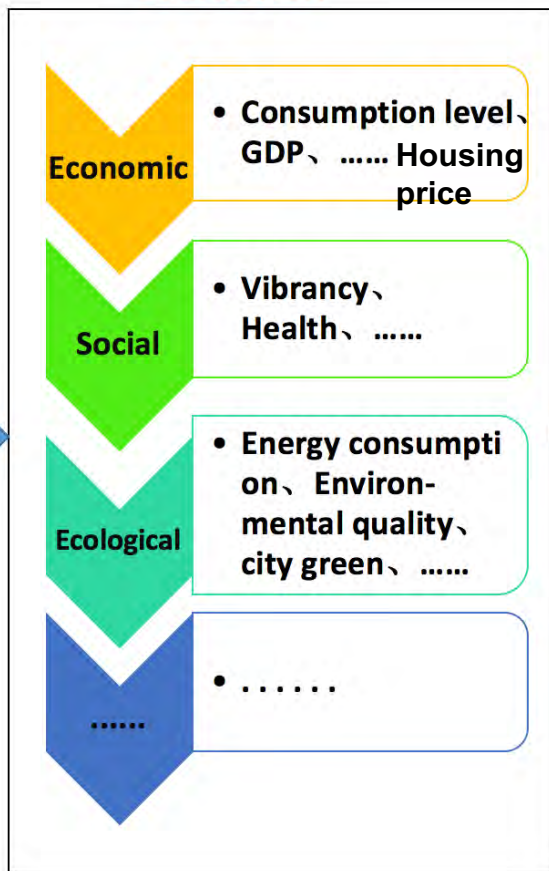 Economic
• Consumption level、
GDP、…… Housing
price
Social
• Vibrancy、
Health、……
Ecological
• Energy consumpti
on、Environ-
mental quality、
city green、……
……
• ......